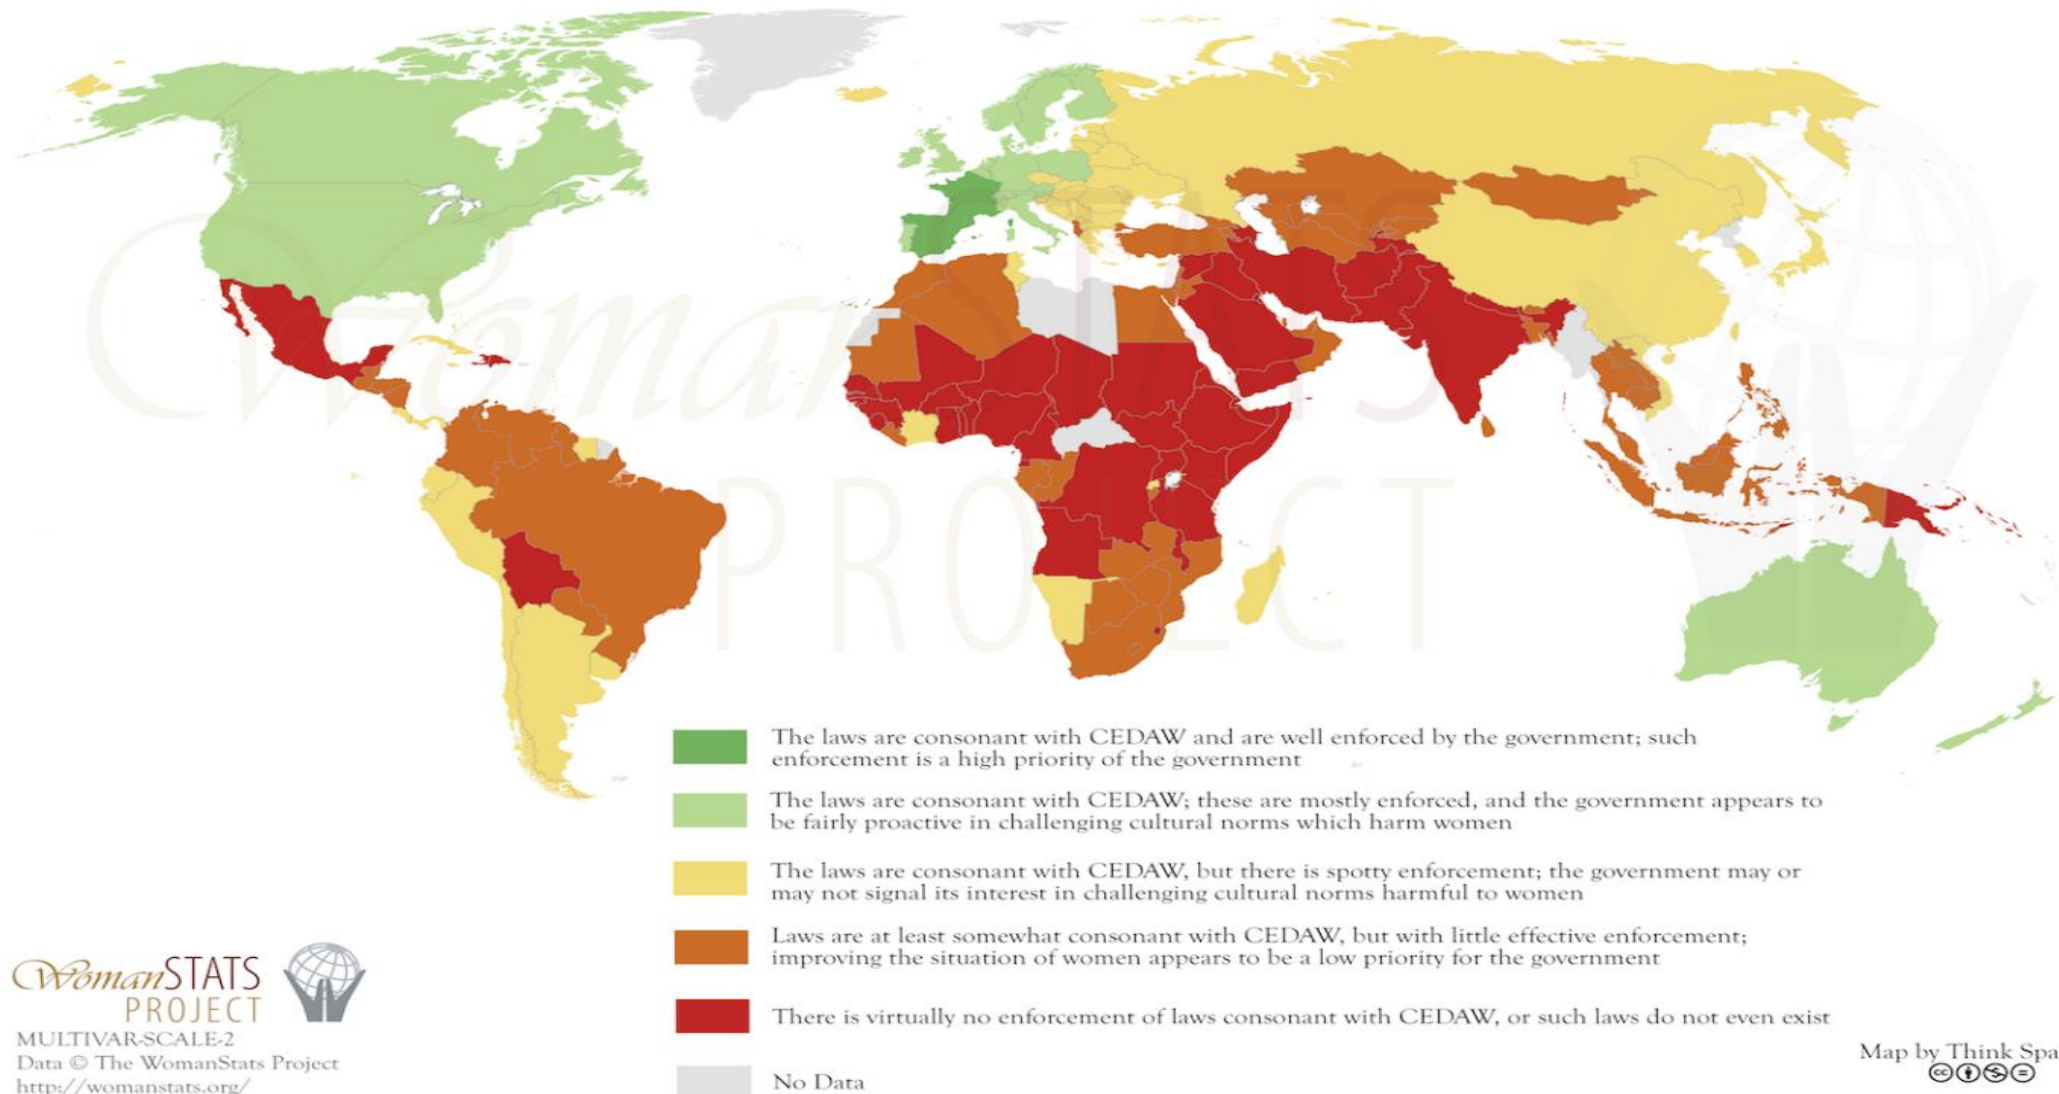 Woman STATS
PROJECT
The laws are consonant with CEDAW and are well enforced by the government; such
enforcement is a high priority of the government
The laws are consonant with CEDAW; these are mostly enforced, and the government appears to
be fairly proactive in challenging cultural norms which harm women
The laws are consonant with CEDAW, but there is spotty enforcement; the government may or
may not signal its interest in challenging cultural norms harmful to women
Laws are at least somewhat consonant with CEDAW, but with little effective enforcement;
improving the situation of women appears to be a low priority for the government
There is virtually no enforcement of laws consonant with CEDAW, or such laws do not even exist
No Data
WomanSTATS
PROJECT
MULTIVAR-SCALE-2
Data © The WomanStats Project
http://womanstats.org/
Map by Think Spa
cc